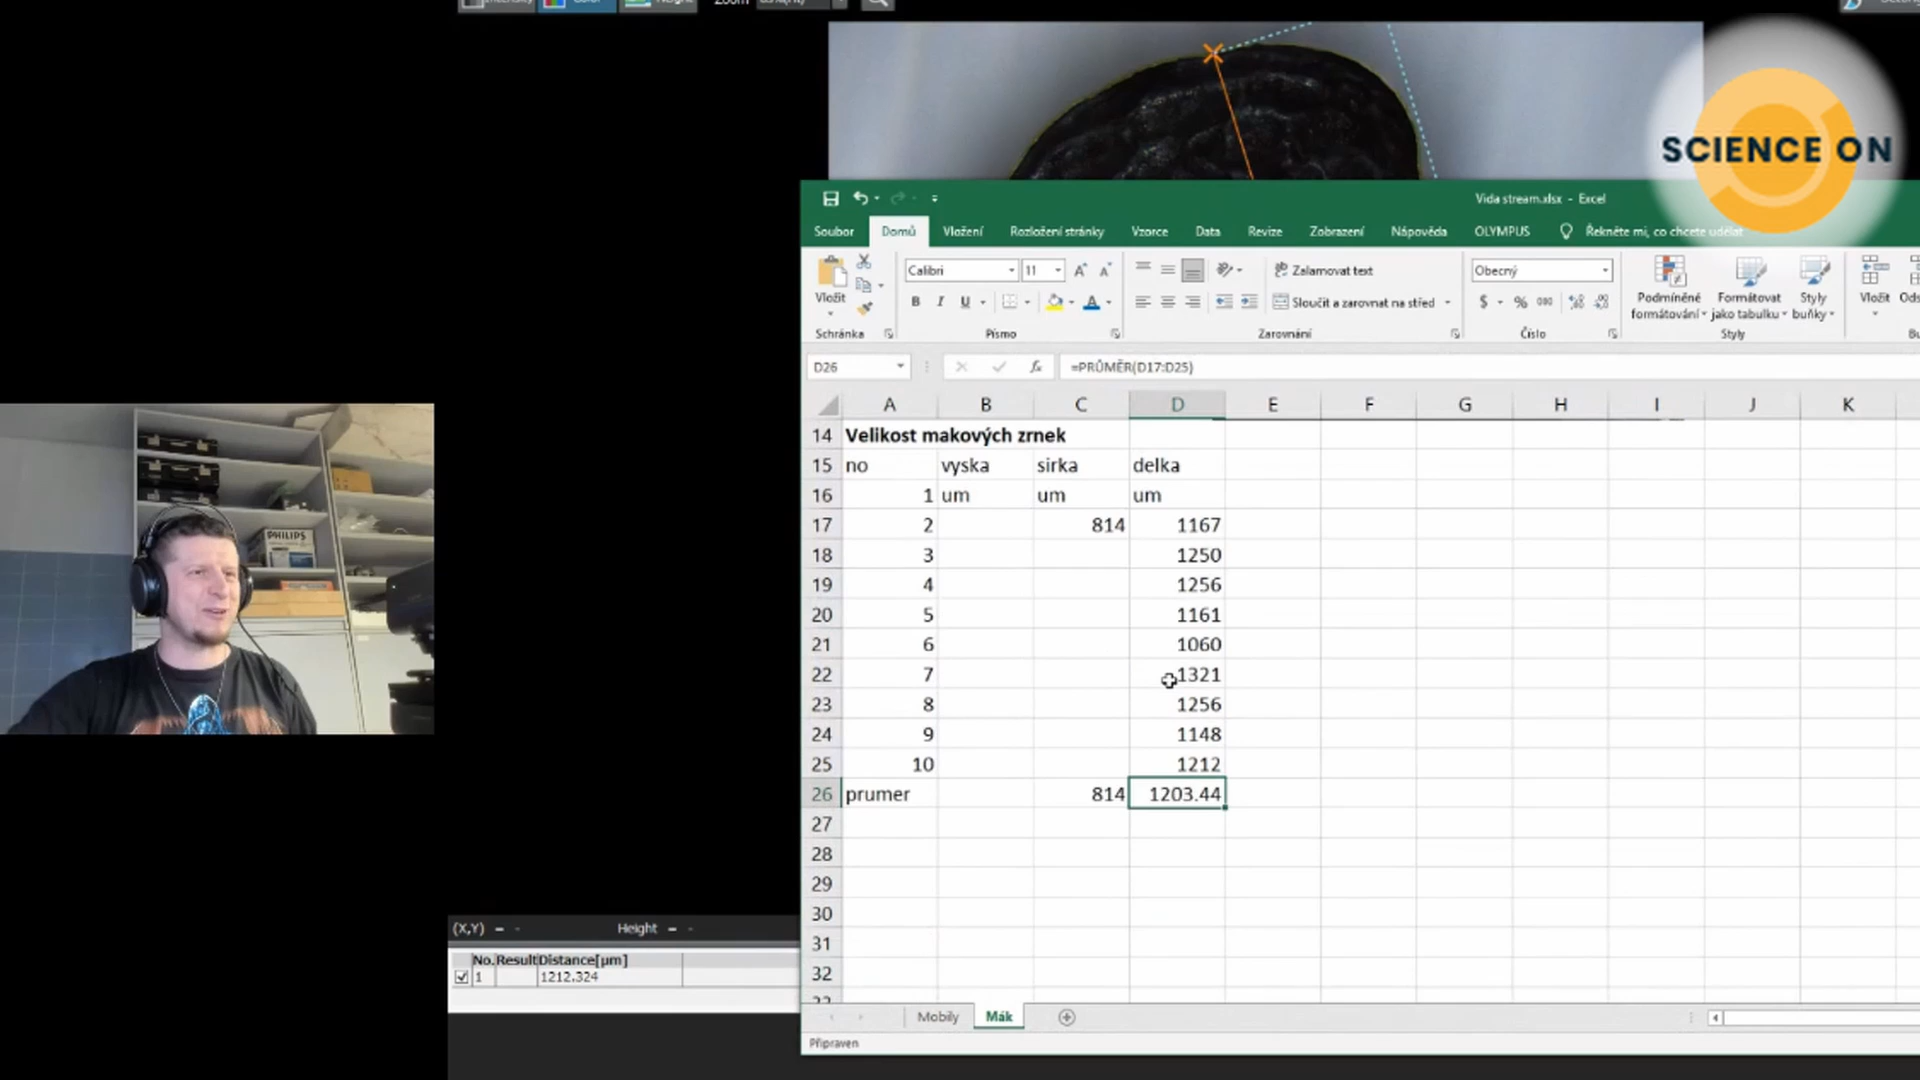 Zoom
SCIENCE ON
Vida stream.xlsx - Excel
Soubor Domů Vložení Rozložení stránky Vzorce Data Revize Zobrazení Nápověda OLYMPUS Řekněte mi, co chcete udělat
Calibri 11 Zalamovat text Obecný
Vložit B I U Sloučit a zarovnat na střed $ % 000 Podmíněné formátování Formátovat jako tabulku Styly buňky Vložit
Schránka Písmo Zarovnání Číslo Styly
D26 fx =PRŮMĚR(D17:D25)
A B C D E F G H I J K
14 Velikost makových zrnek
15 no vyska sirka delka
16 1 um um um
17 2 814 1167
18 3 1250
19 4 1256
20 5 1161
21 6 1060
22 7 1321
23 8 1256
24 9 1148
25 10 1212
26 prumer 814 1203.44
27
28
29
30
31
32
PHILIPS
(X,Y) - - Height - -
No. Result Distance[µm]
1 1212.324
Mobily Mák
Připraven